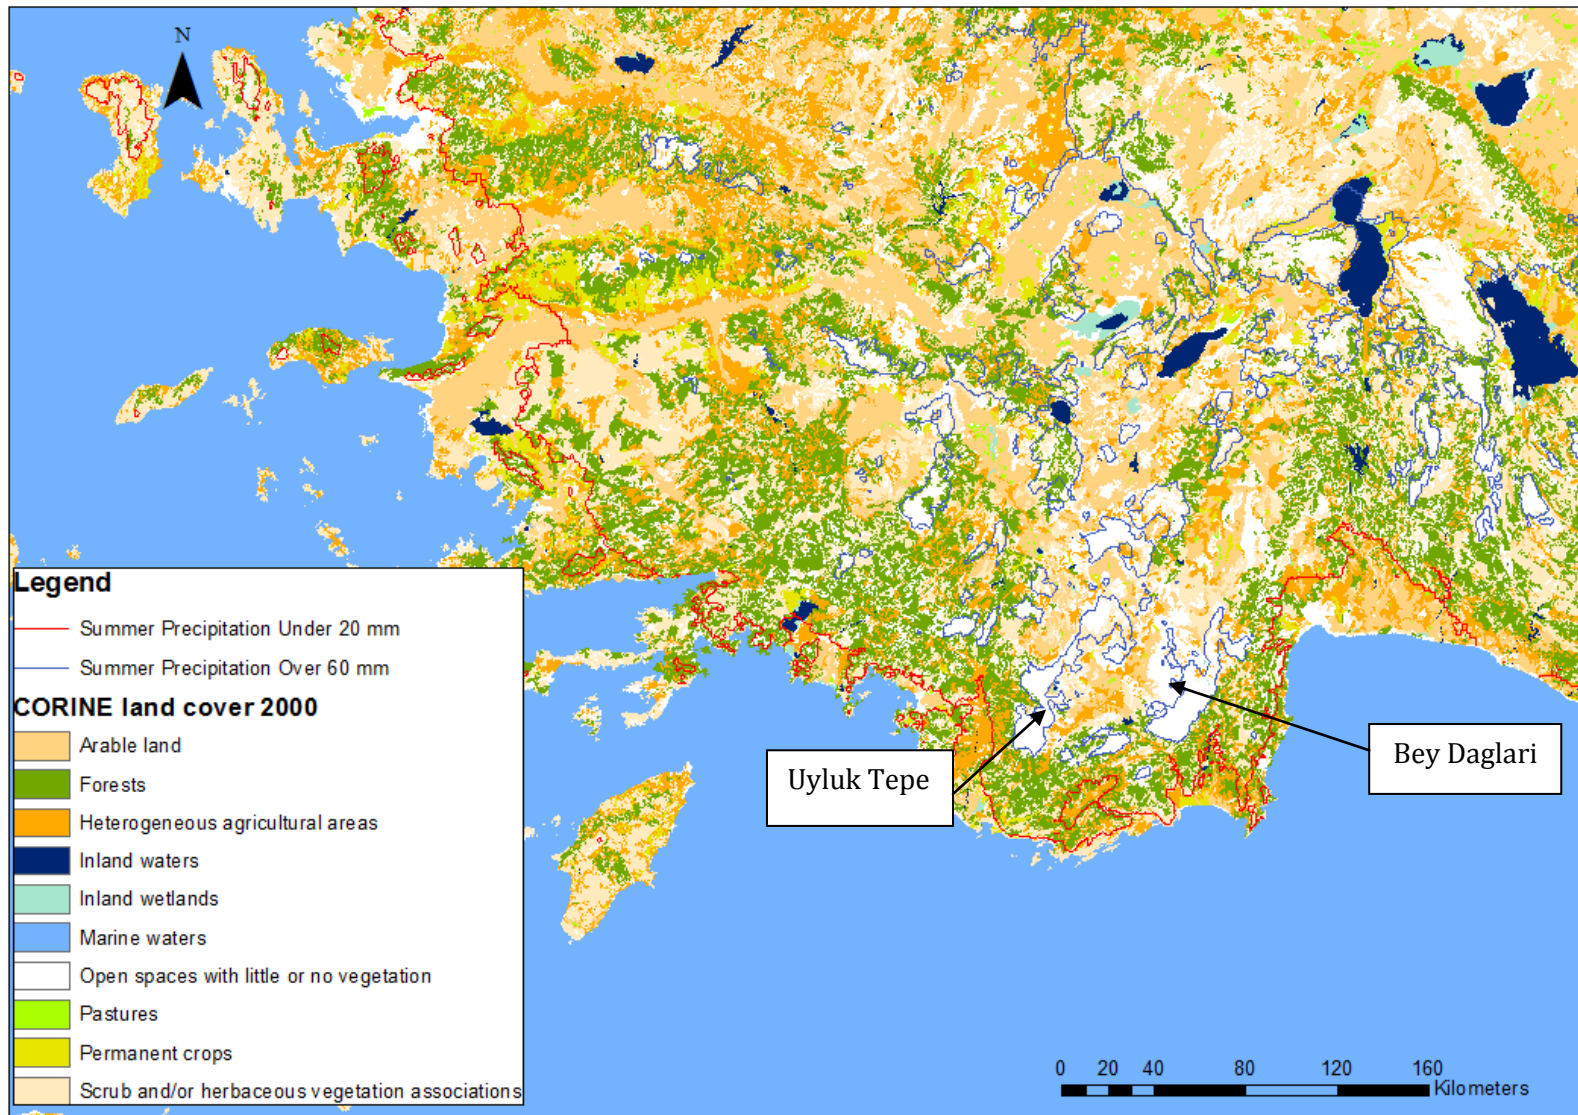 N
Legend
Summer Precipitation Under 20 mm
Summer Precipitation Over 60 mm
CORINE land cover 2000
Arable land
Forests
Heterogeneous agricultural areas
Inland waters
Inland wetlands
Marine waters
Open spaces with little or no vegetation
Pastures
Permanent crops
Scrub and/or herbaceous vegetation associations
Uyluk Tepe
Bey Daglari
0 20 40 80 120 160
Kilometers